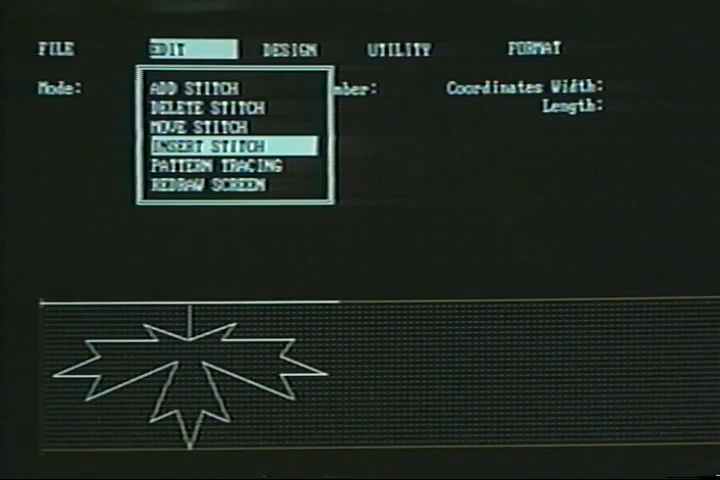 FILE EDIT DESIGN UTILITY FORMAT
Mode: mber: Coordinates Width:
Length:
ADD STITCH
DELETE STITCH
MOVE STITCH
INSERT STITCH
PATTERN TRACING
REDRAW SCREEN